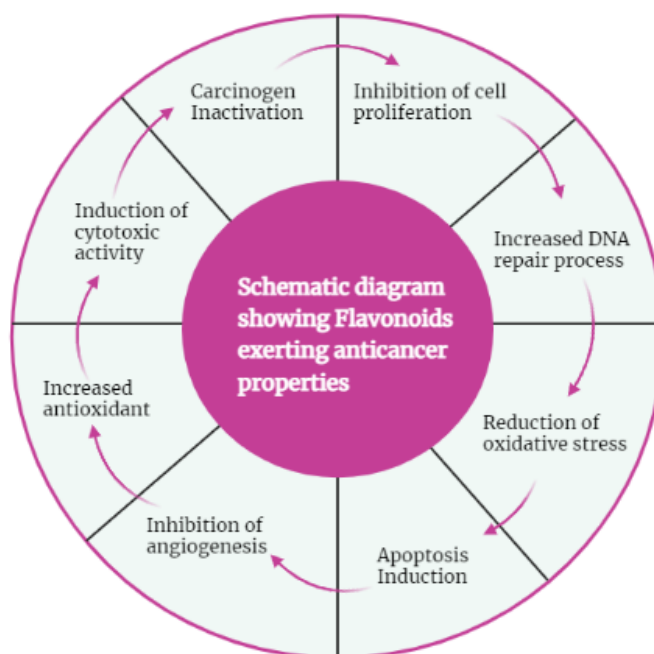 Carcinogen
Inactivation
Inhibition of cell
proliferation
Increased DNA
repair process
Reduction of
oxidative stress
Apoptosis
Induction
Inhibition of
angiogenesis
Increased
antioxidant
Induction of
cytotoxic
activity
Schematic diagram
showing Flavonoids
exerting anticancer
properties